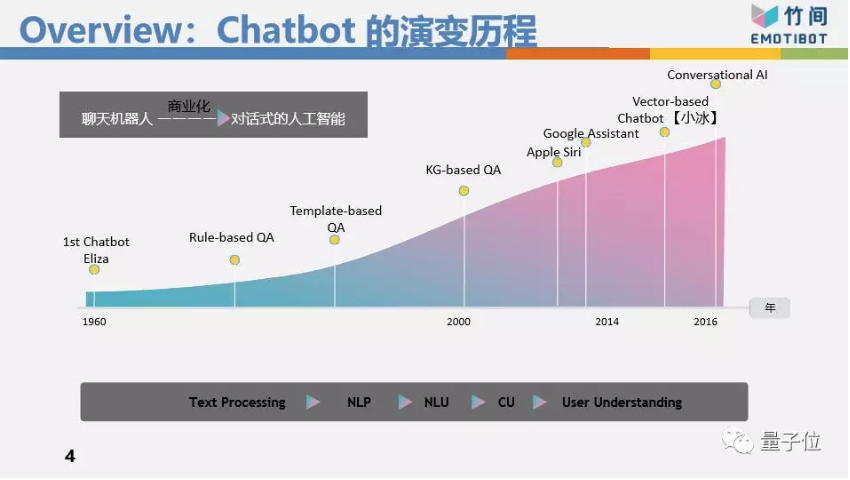 Overview：Chatbot 的演变历程
竹间
EMOTIBOT
商业化
聊天机器人 ————
对话式的人工智能
Conversational AI
Vector-based
Chatbot【小冰】
Google Assistant
Apple Siri
KG-based QA
Template-based
QA
Rule-based QA
1st Chatbot
Eliza
1960
2000
2014
2016
年
Text Processing
NLP
NLU
CU
User Understanding
量子位
4